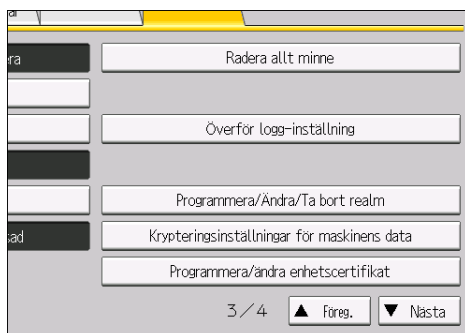 Radera allt minne
Överför logg-inställning
Programmera/Ändra/Ta bort realm
Krypteringsinställningar för maskinens data
Programmera/ändra enhetscertifikat
3/4 ▲ Föreg. ▼ Nästa